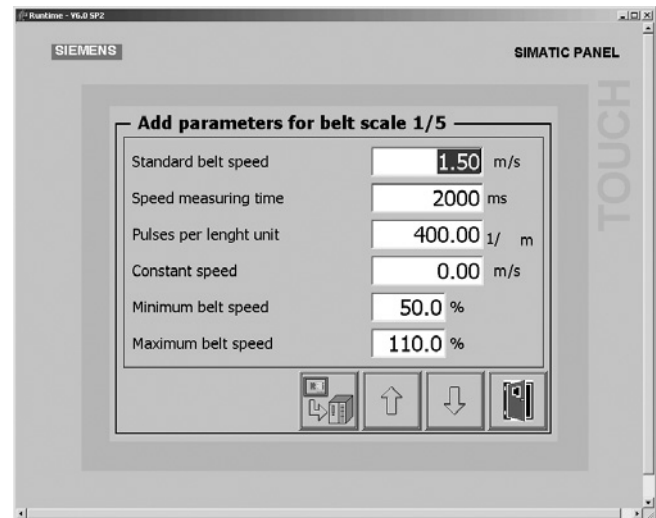 Runtime - V6.0 SP2
SIEMENS
SIMATIC PANEL
TOUCH
Add parameters for belt scale 1/5
Standard belt speed 1.50 m/s
Speed measuring time 2000 ms
Pulses per lenght unit 400.00 1/ m
Constant speed 0.00 m/s
Minimum belt speed 50.0 %
Maximum belt speed 110.0 %